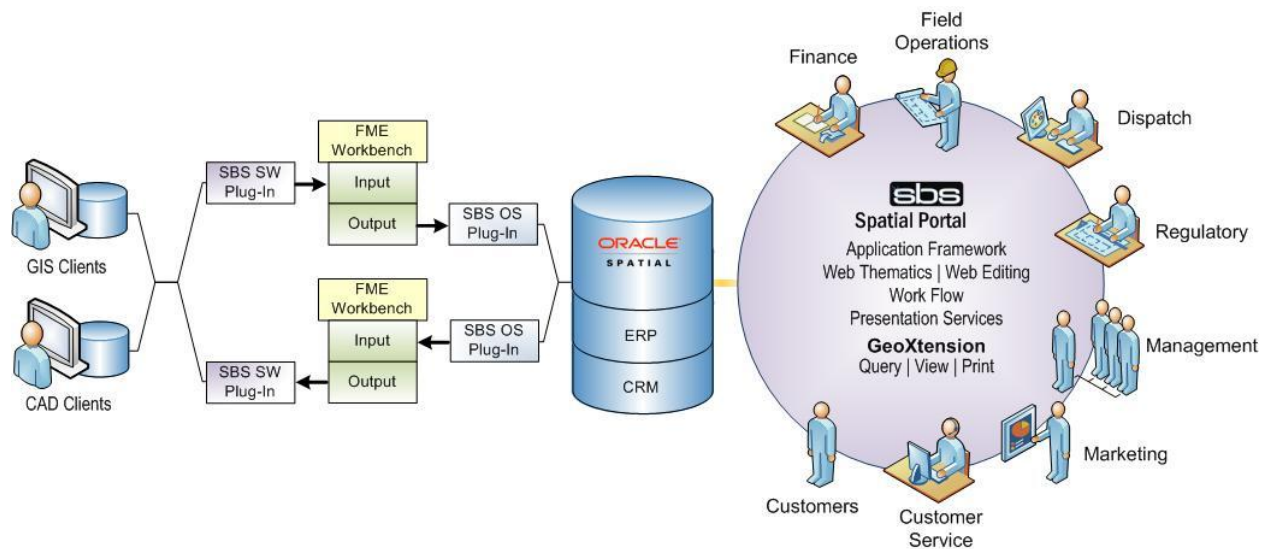 GIS Clients
CAD Clients
SBS SW
Plug-In
FME
Workbench
Input
Output
SBS OS
Plug-In
FME
Workbench
Input
Output
SBS OS
Plug-In
SBS SW
Plug-In
ORACLE
SPATIAL
ERP
CRM
sbs
Spatial Portal
Application Framework
Web Thematics | Web Editing
Work Flow
Presentation Services
GeoXtension
Query | View | Print
Finance
Field
Operations
Dispatch
Regulatory
Management
Marketing
Customer
Service
Customers